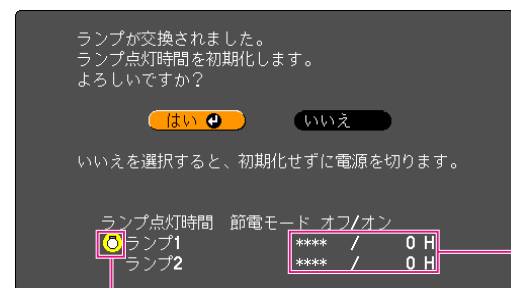 ランプが交換されました。
ランプ点灯時間を初期化します。
よろしいですか？
はい いいえ
いいえを選択すると、初期化せずに電源を切ります。
ランプ点灯時間 節電モード オフ/オン
ランプ1 **** / 0 H
ランプ2 **** / 0 H